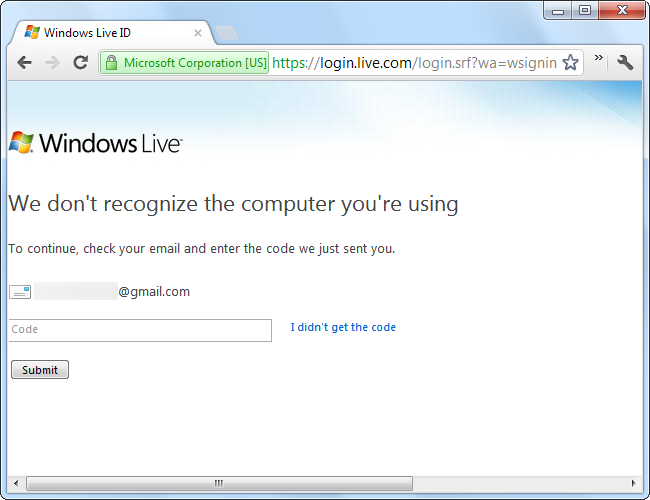 Windows Live ID
Microsoft Corporation [US] https://login.live.com/login.srf?wa=wsignin
Windows Live™
We don't recognize the computer you're using
To continue, check your email and enter the code we just sent you.
@gmail.com
Code
I didn't get the code
Submit